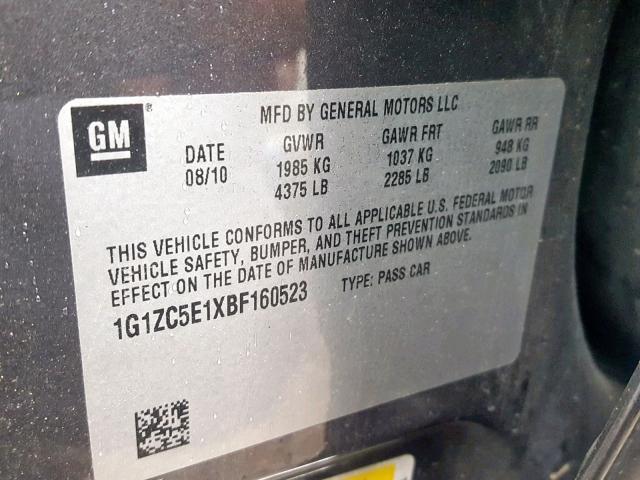 GM®
MFD BY GENERAL MOTORS LLC
DATE GVWR GAWR FRT GAWR RR
08/10 1985 KG 1037 KG 948 KG
4375 LB 2285 LB 2090 LB
THIS VEHICLE CONFORMS TO ALL APPLICABLE U.S. FEDERAL MOTOR
VEHICLE SAFETY, BUMPER, AND THEFT PREVENTION STANDARDS IN
EFFECT ON THE DATE OF MANUFACTURE SHOWN ABOVE.
1G1ZC5E1XBF160523 TYPE: PASS CAR